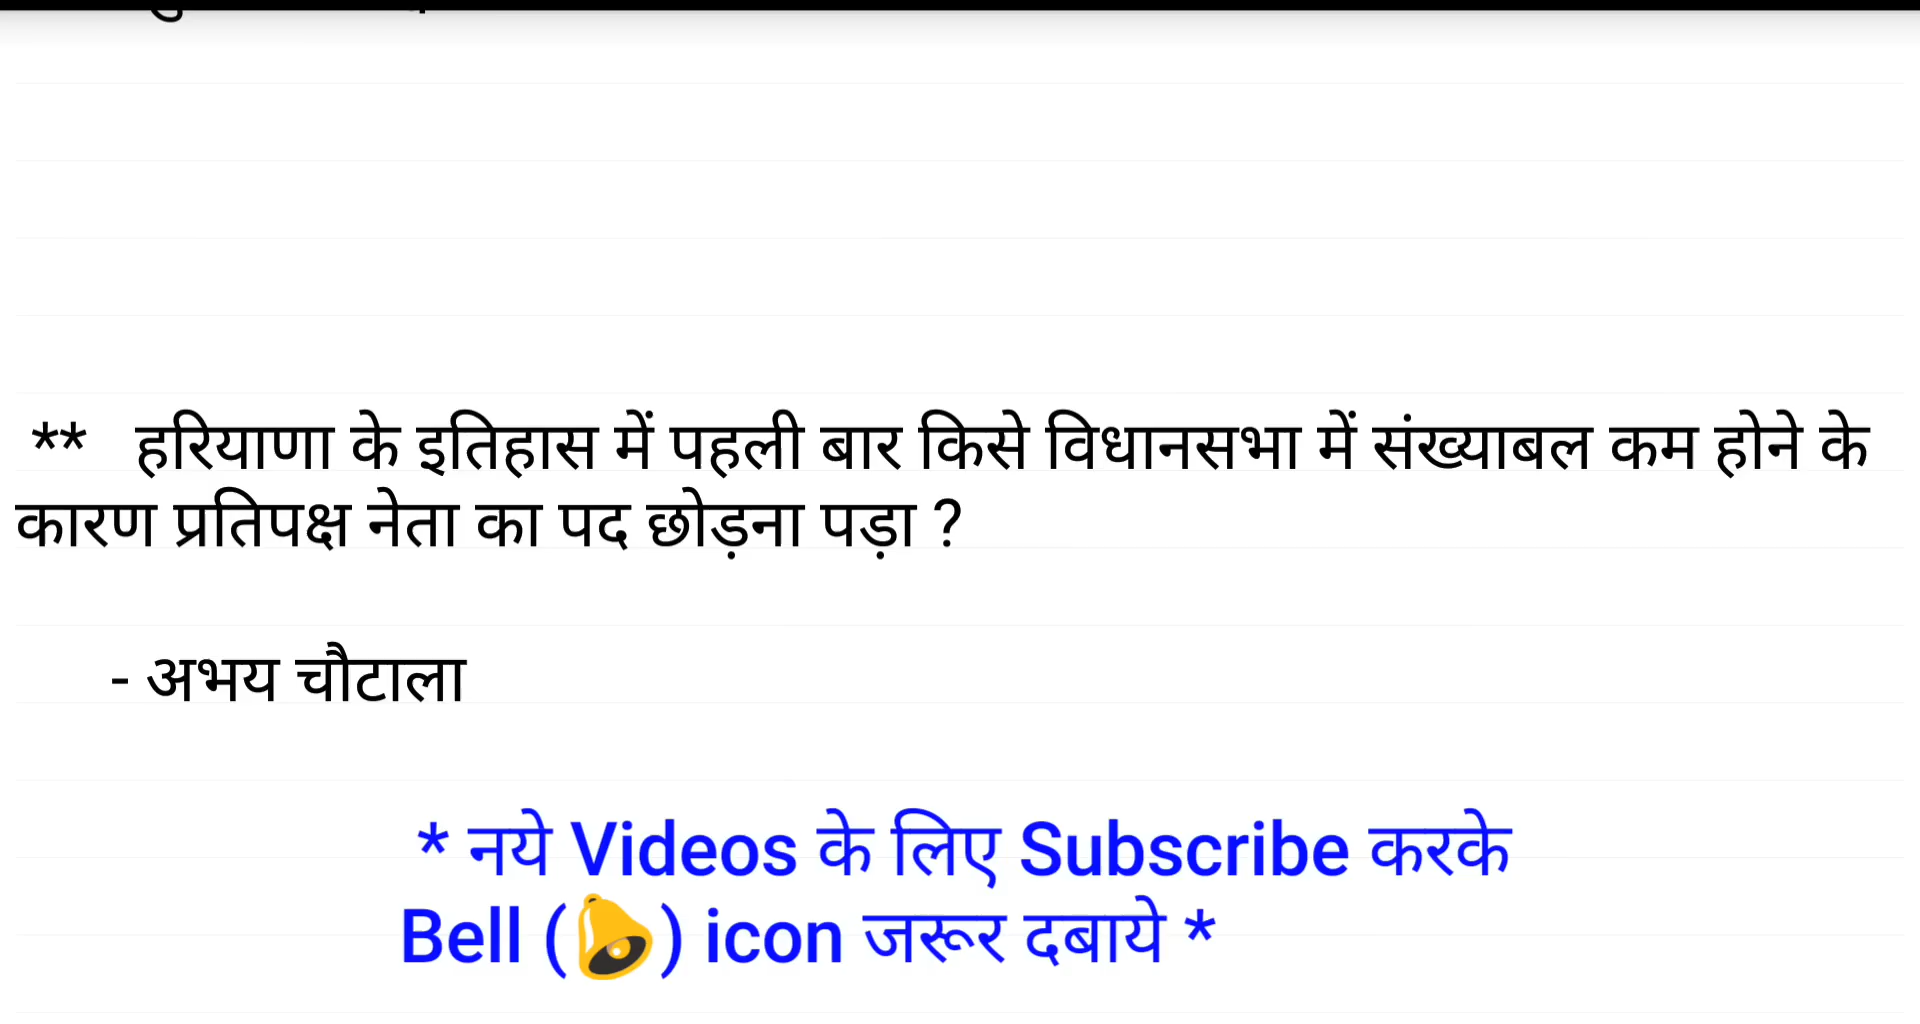 ** हरियाणा के इतिहास में पहली बार किसे विधानसभा में संख्याबल कम होने के
कारण प्रतिपक्ष नेता का पद छोड़ना पड़ा ?
- अभय चौटाला
* नये Videos के लिए Subscribe करके
Bell (🔔) icon जरूर दबाये *